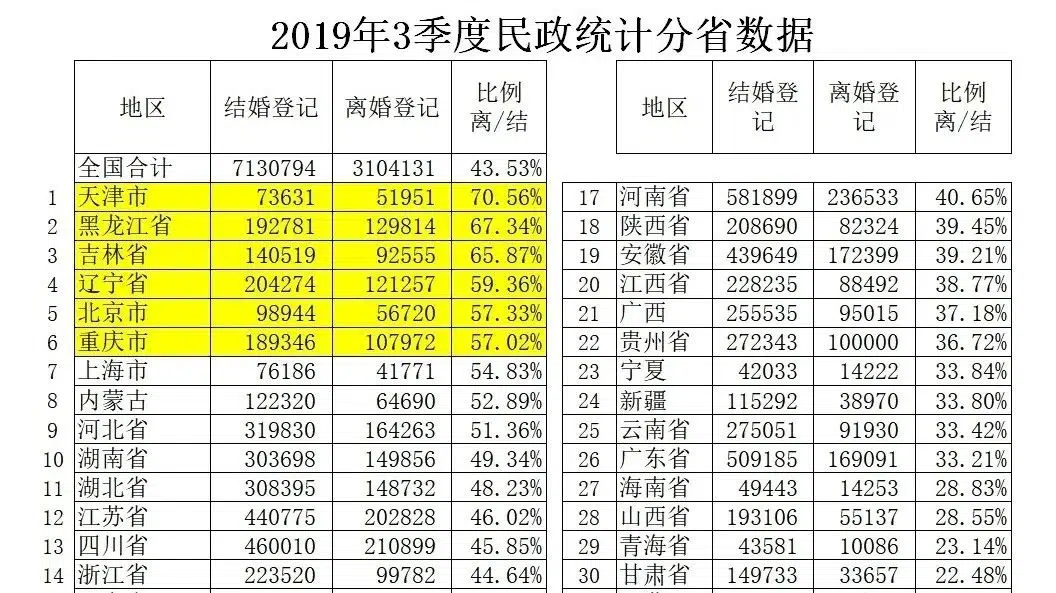 2019年3季度民政统计分省数据
地区 结婚登记 离婚登记 比例离/结
全国合计 7130794 3104131 43.53%
1 天津市 73631 51951 70.56%
2 黑龙江省 192781 129814 67.34%
3 吉林省 140519 92555 65.87%
4 辽宁省 204274 121257 59.36%
5 北京市 98944 56720 57.33%
6 重庆市 189346 107972 57.02%
7 上海市 76186 41771 54.83%
8 内蒙古 122320 64690 52.89%
9 河北省 319830 164263 51.36%
10 湖南省 303698 149856 49.34%
11 湖北省 308395 148732 48.23%
12 江苏省 440775 202828 46.02%
13 四川省 460010 210899 45.85%
14 浙江省 223520 99782 44.64%
地区 结婚登记 离婚登记 比例离/结
17 河南省 581899 236533 40.65%
18 陕西省 208690 82324 39.45%
19 安徽省 439649 172399 39.21%
20 江西省 228235 88492 38.77%
21 广西 255535 95015 37.18%
22 贵州省 272343 100000 36.72%
23 宁夏 42033 14222 33.84%
24 新疆 115292 38970 33.80%
25 云南省 275051 91930 33.42%
26 广东省 509185 169091 33.21%
27 海南省 49443 14253 28.83%
28 山西省 193106 55137 28.55%
29 青海省 43581 10086 23.14%
30 甘肃省 149733 33657 22.48%